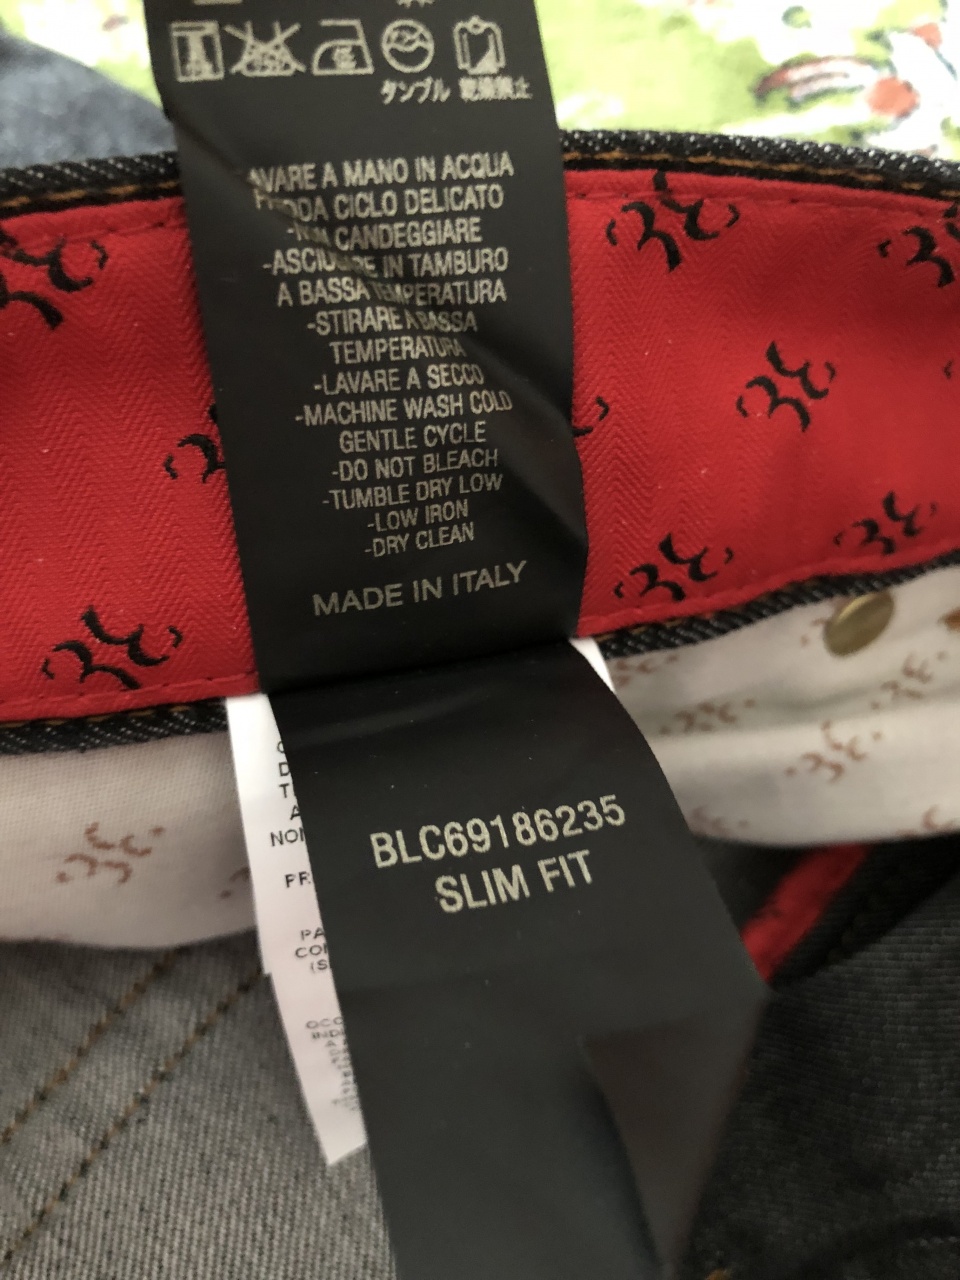 タンブル 乾燥禁止
AVARE A MANO IN ACQUA
CICLO DELICATO
-NON CANDEGGIARE
-ASCIUGARE IN TAMBURO
A BASSA TEMPERATURA
-STIRARE A BASSA
TEMPERATURA
-LAVARE A SECCO
-MACHINE WASH COLD
GENTLE CYCLE
-DO NOT BLEACH
-TUMBLE DRY LOW
-LOW IRON
-DRY CLEAN
MADE IN ITALY
BLC69186235
SLIM FIT